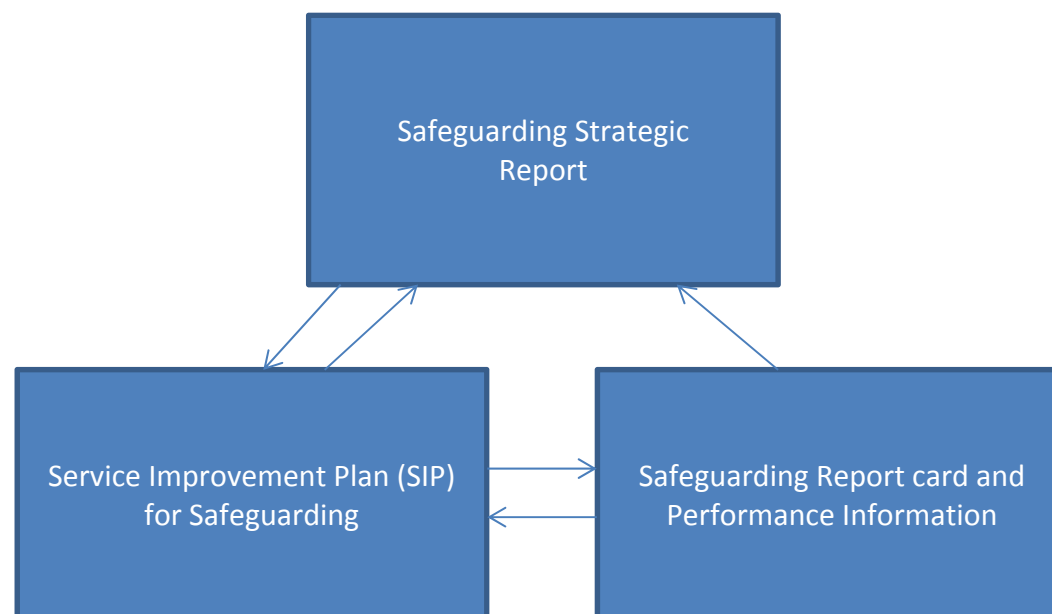 Safeguarding Strategic
Report
Service Improvement Plan (SIP)
for Safeguarding
Safeguarding Report card and
Performance Information